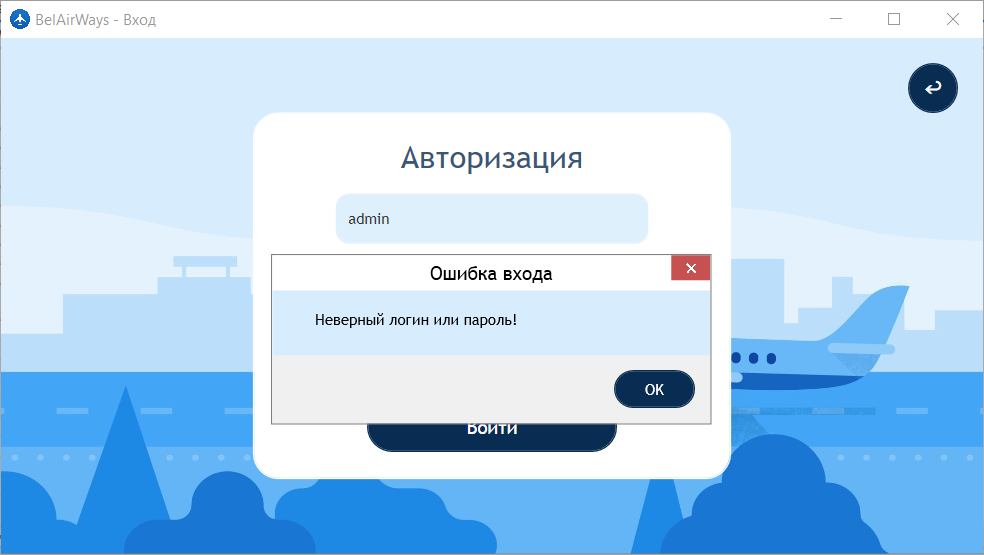 BelAirWays - Вход
Авторизация
admin
Ошибка входа
Неверный логин или пароль!
OK
Войти